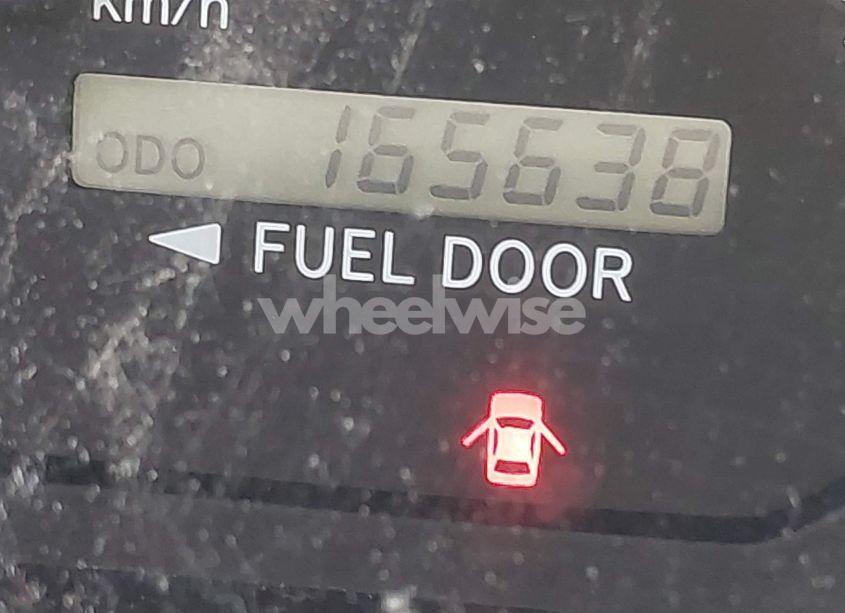 km/h
ODO 165638
◀ FUEL DOOR
wheelwise